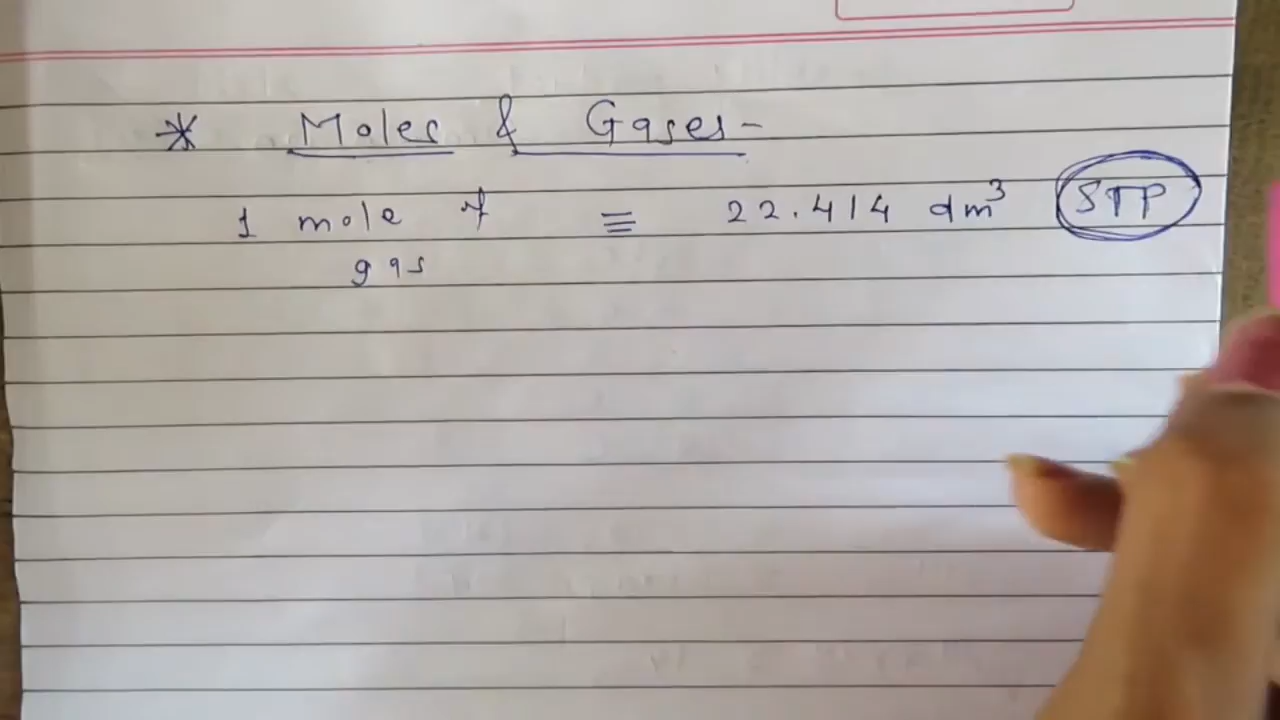 * Moles & Gases-
1 mole of ≡ 22.414 dm³ STP
gas